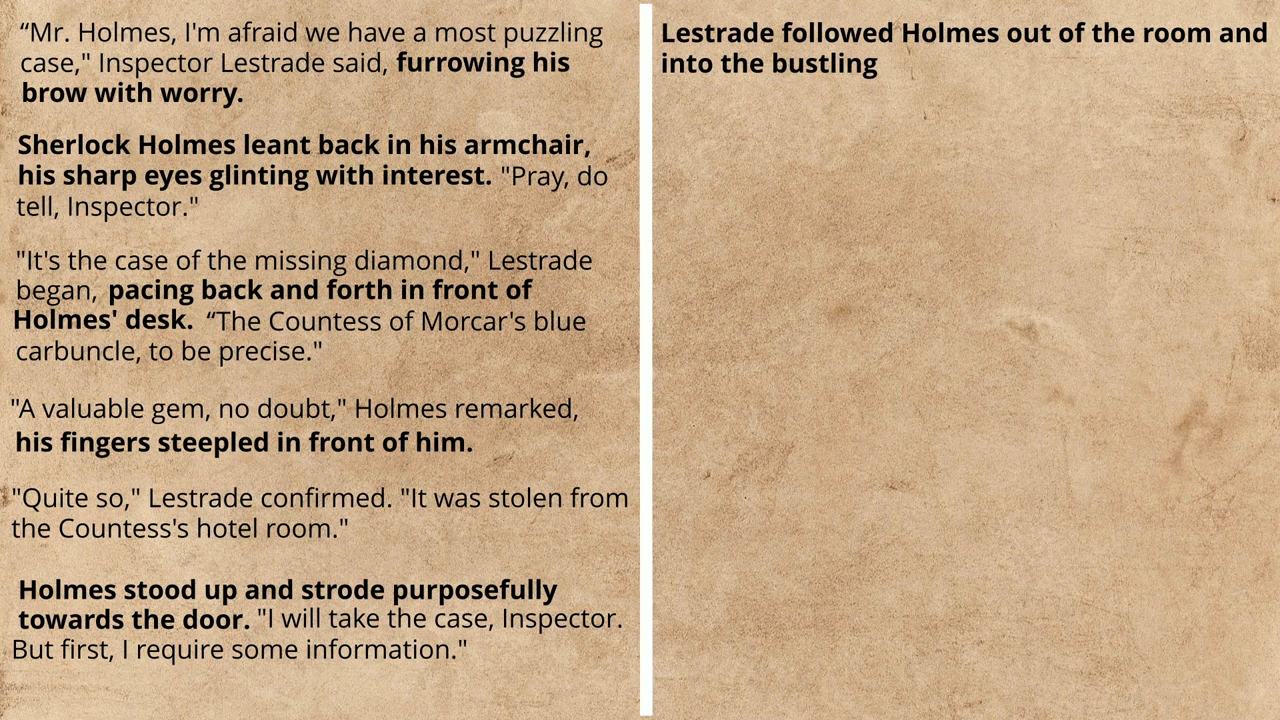 “Mr. Holmes, I'm afraid we have a most puzzling
case," Inspector Lestrade said, furrowing his
brow with worry.
Sherlock Holmes leant back in his armchair,
his sharp eyes glinting with interest. "Pray, do
tell, Inspector."
"It's the case of the missing diamond," Lestrade
began, pacing back and forth in front of
Holmes' desk. “The Countess of Morcar's blue
carbuncle, to be precise."
"A valuable gem, no doubt," Holmes remarked,
his fingers steepled in front of him.
"Quite so," Lestrade confirmed. "It was stolen from
the Countess's hotel room."
Holmes stood up and strode purposefully
towards the door. "I will take the case, Inspector.
But first, I require some information."
Lestrade followed Holmes out of the room and
into the bustling